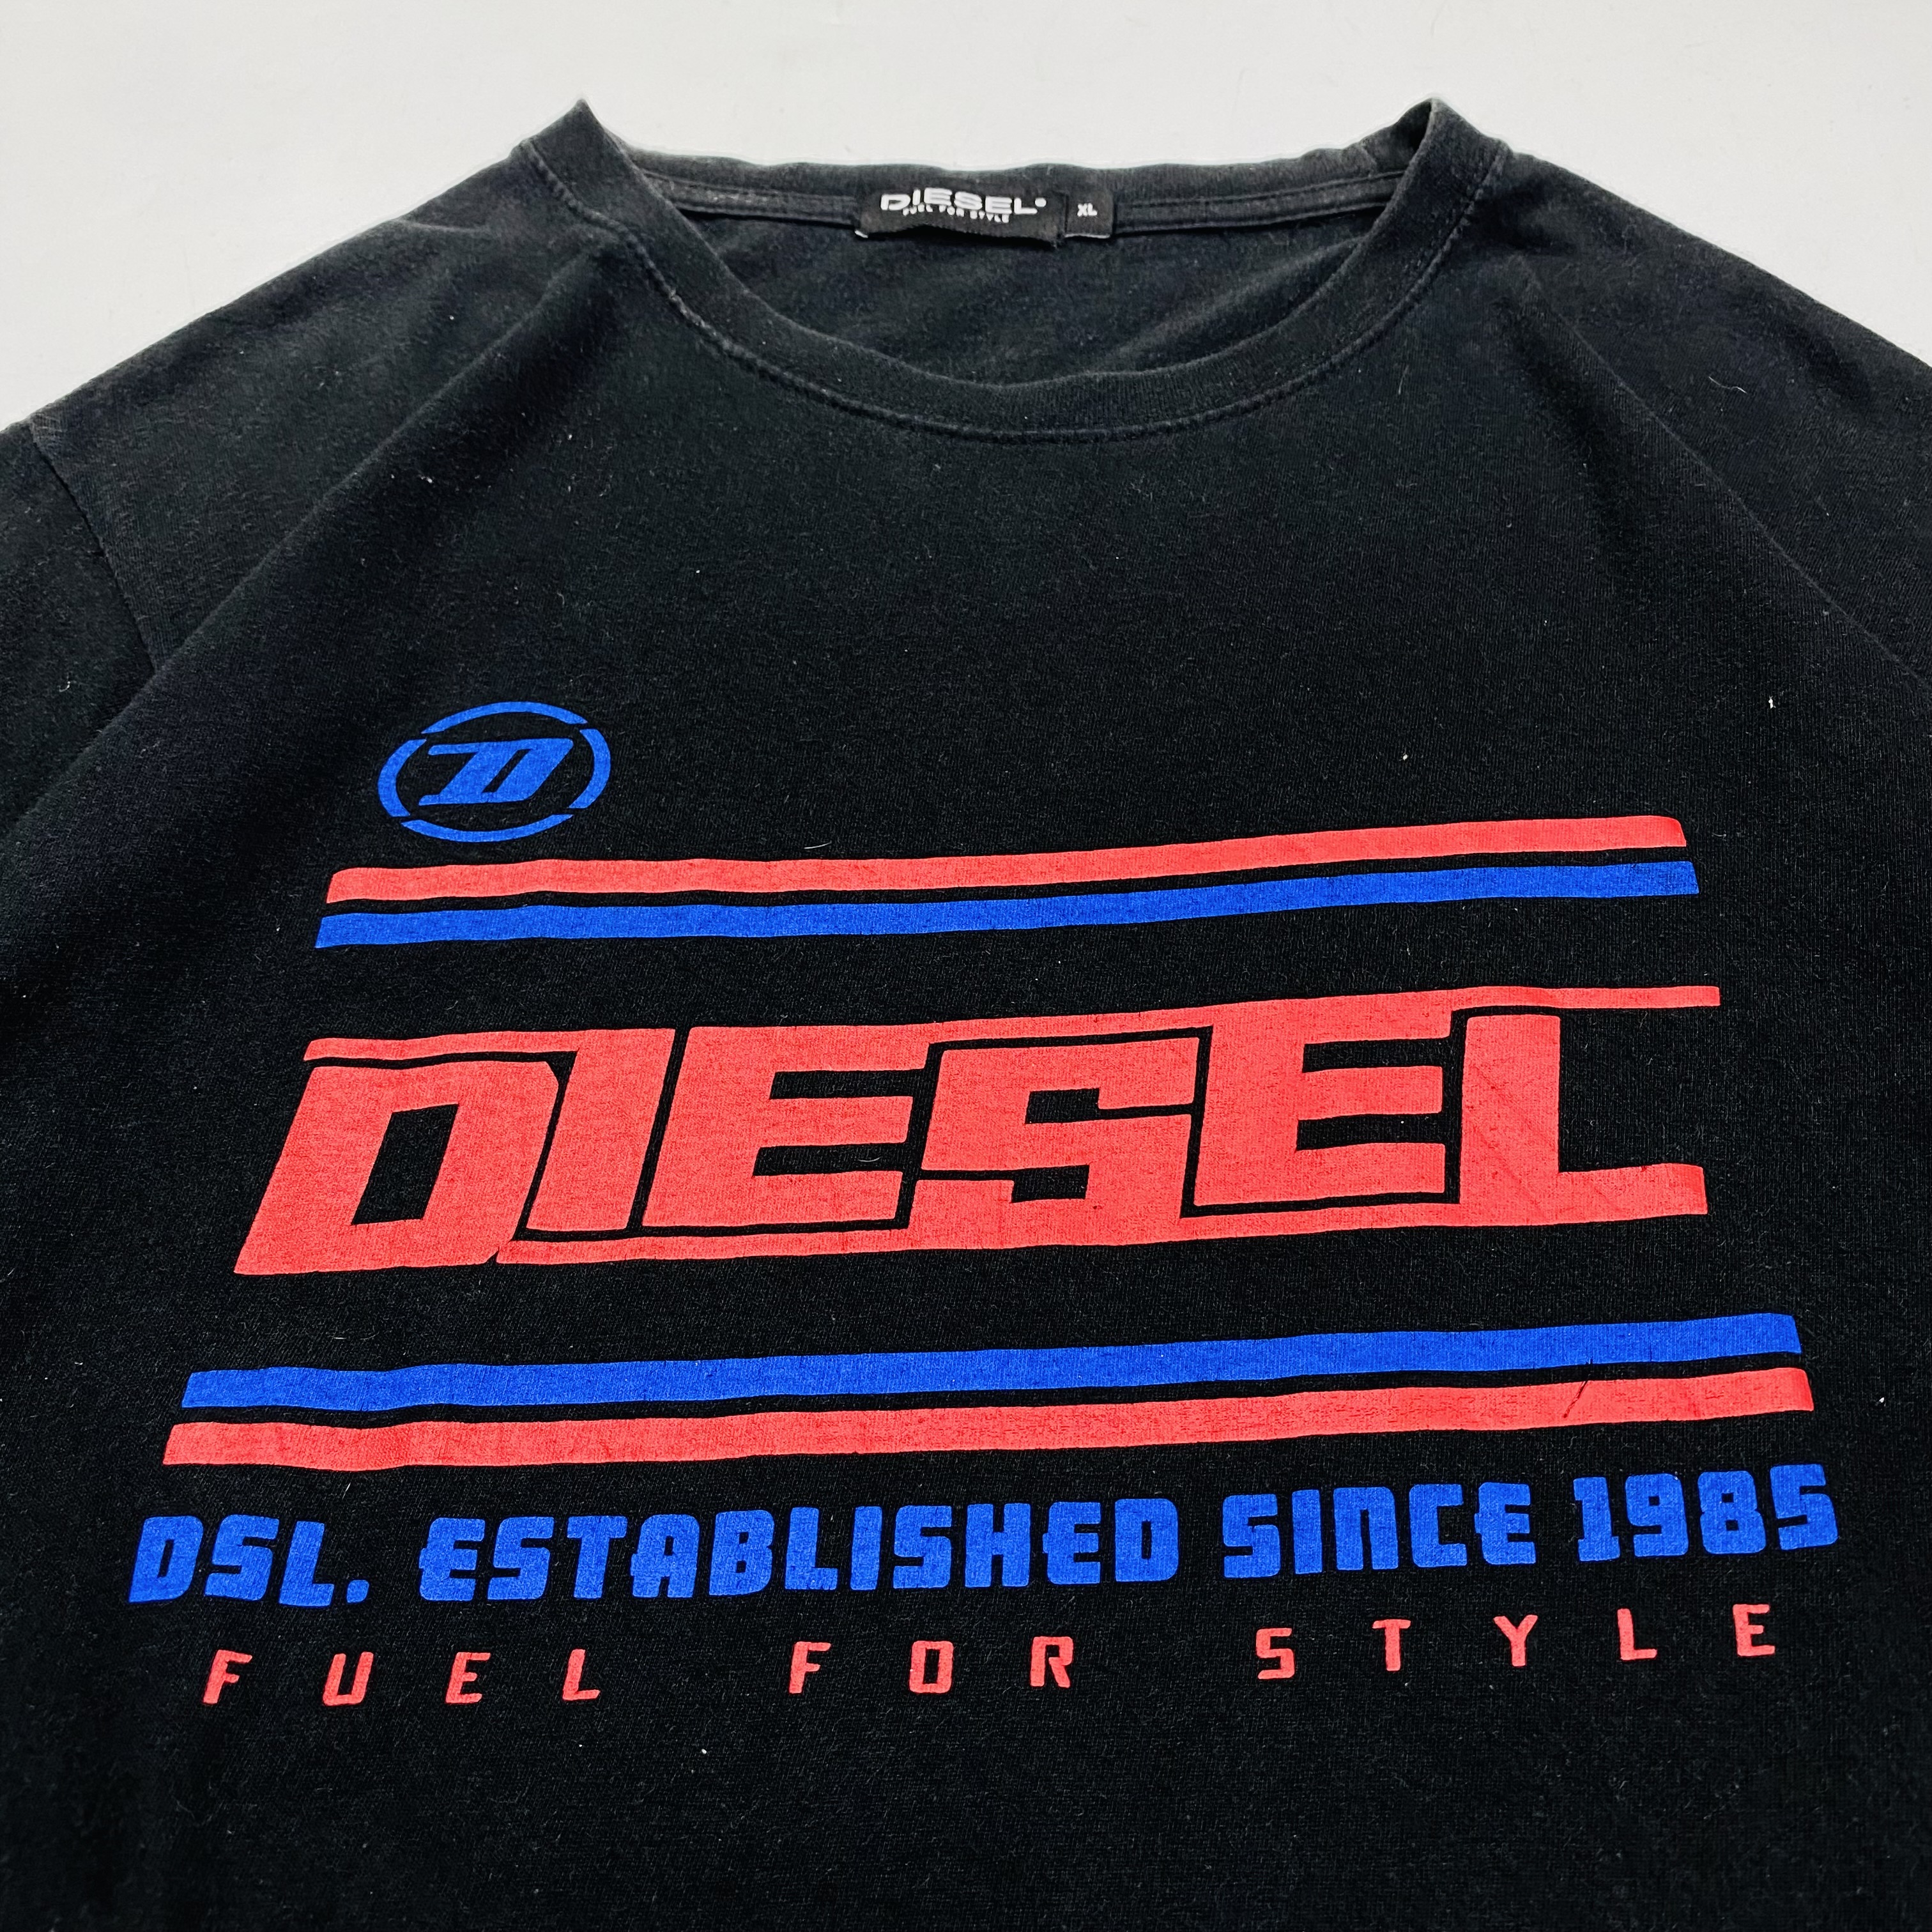 DIESEL® XL
FUEL FOR STYLE
D
DIESEL
DSL. ESTABLISHED SINCE 1985
FUEL FOR STYLE